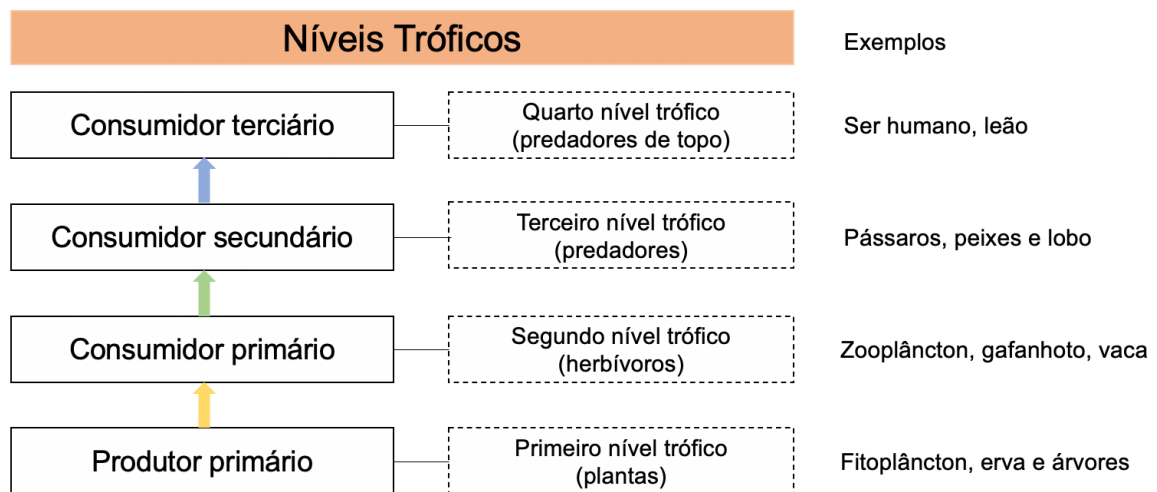 Níveis Tróficos
Exemplos
Consumidor terciário
Quarto nível trófico
(predadores de topo)
Ser humano, leão
Consumidor secundário
Terceiro nível trófico
(predadores)
Pássaros, peixes e lobo
Consumidor primário
Segundo nível trófico
(herbívoros)
Zooplâncton, gafanhoto, vaca
Produtor primário
Primeiro nível trófico
(plantas)
Fitoplâncton, erva e árvores